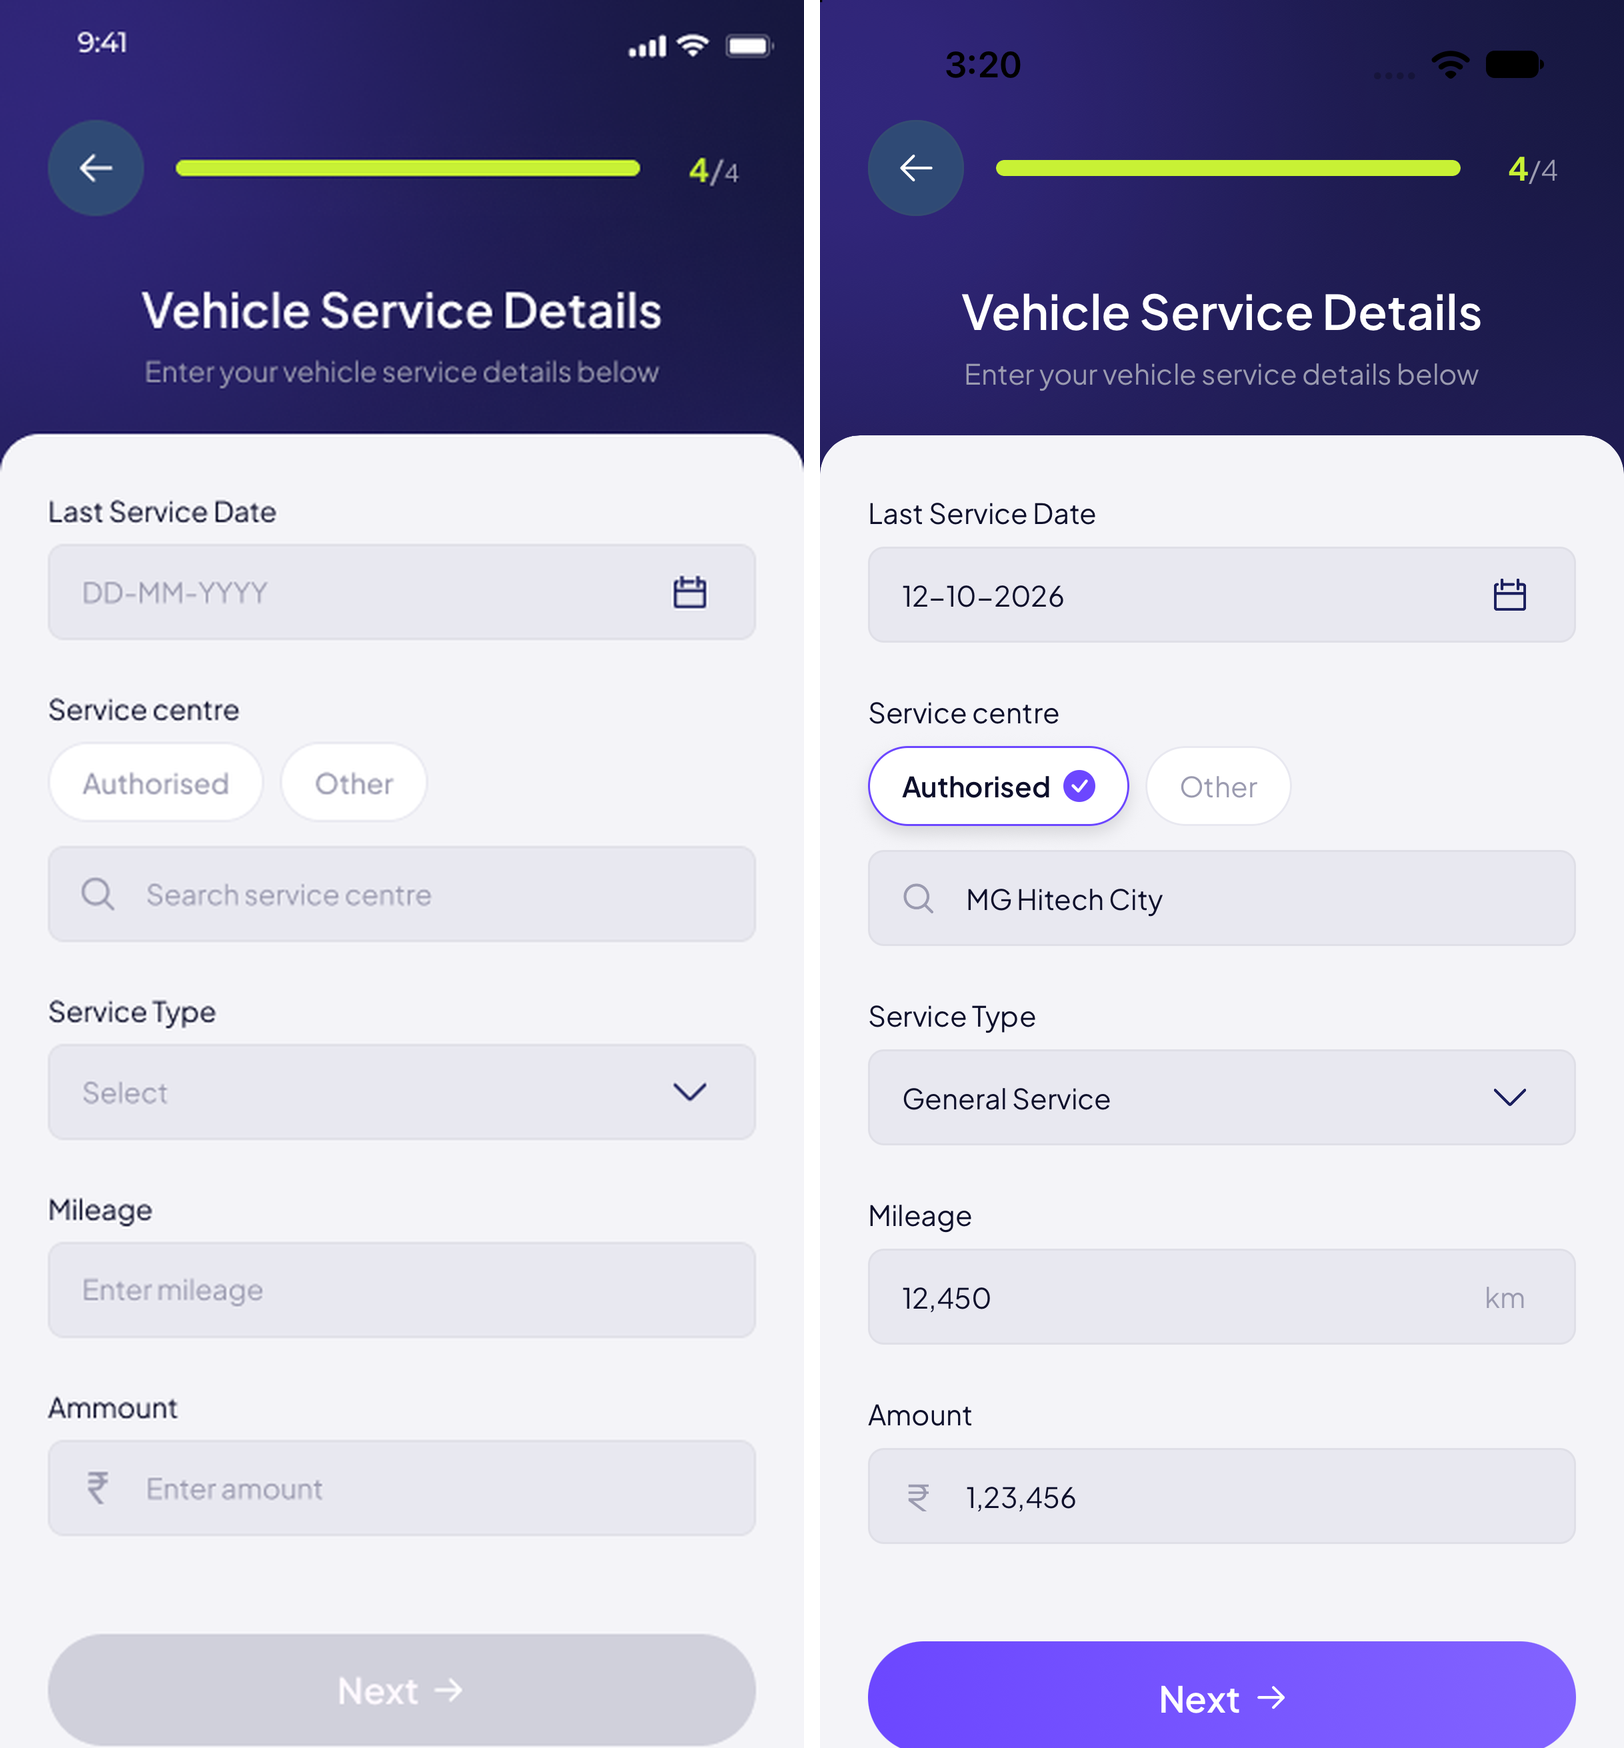 9:41
4/4
Vehicle Service Details
Enter your vehicle service details below
Last Service Date
DD-MM-YYYY
Service centre
Authorised
Other
Search service centre
Service Type
Select
Mileage
Enter mileage
Ammount
₹ Enter amount
Next →
3:20
4/4
Vehicle Service Details
Enter your vehicle service details below
Last Service Date
12-10-2026
Service centre
Authorised
Other
MG Hitech City
Service Type
General Service
Mileage
12,450 km
Amount
₹ 1,23,456
Next →